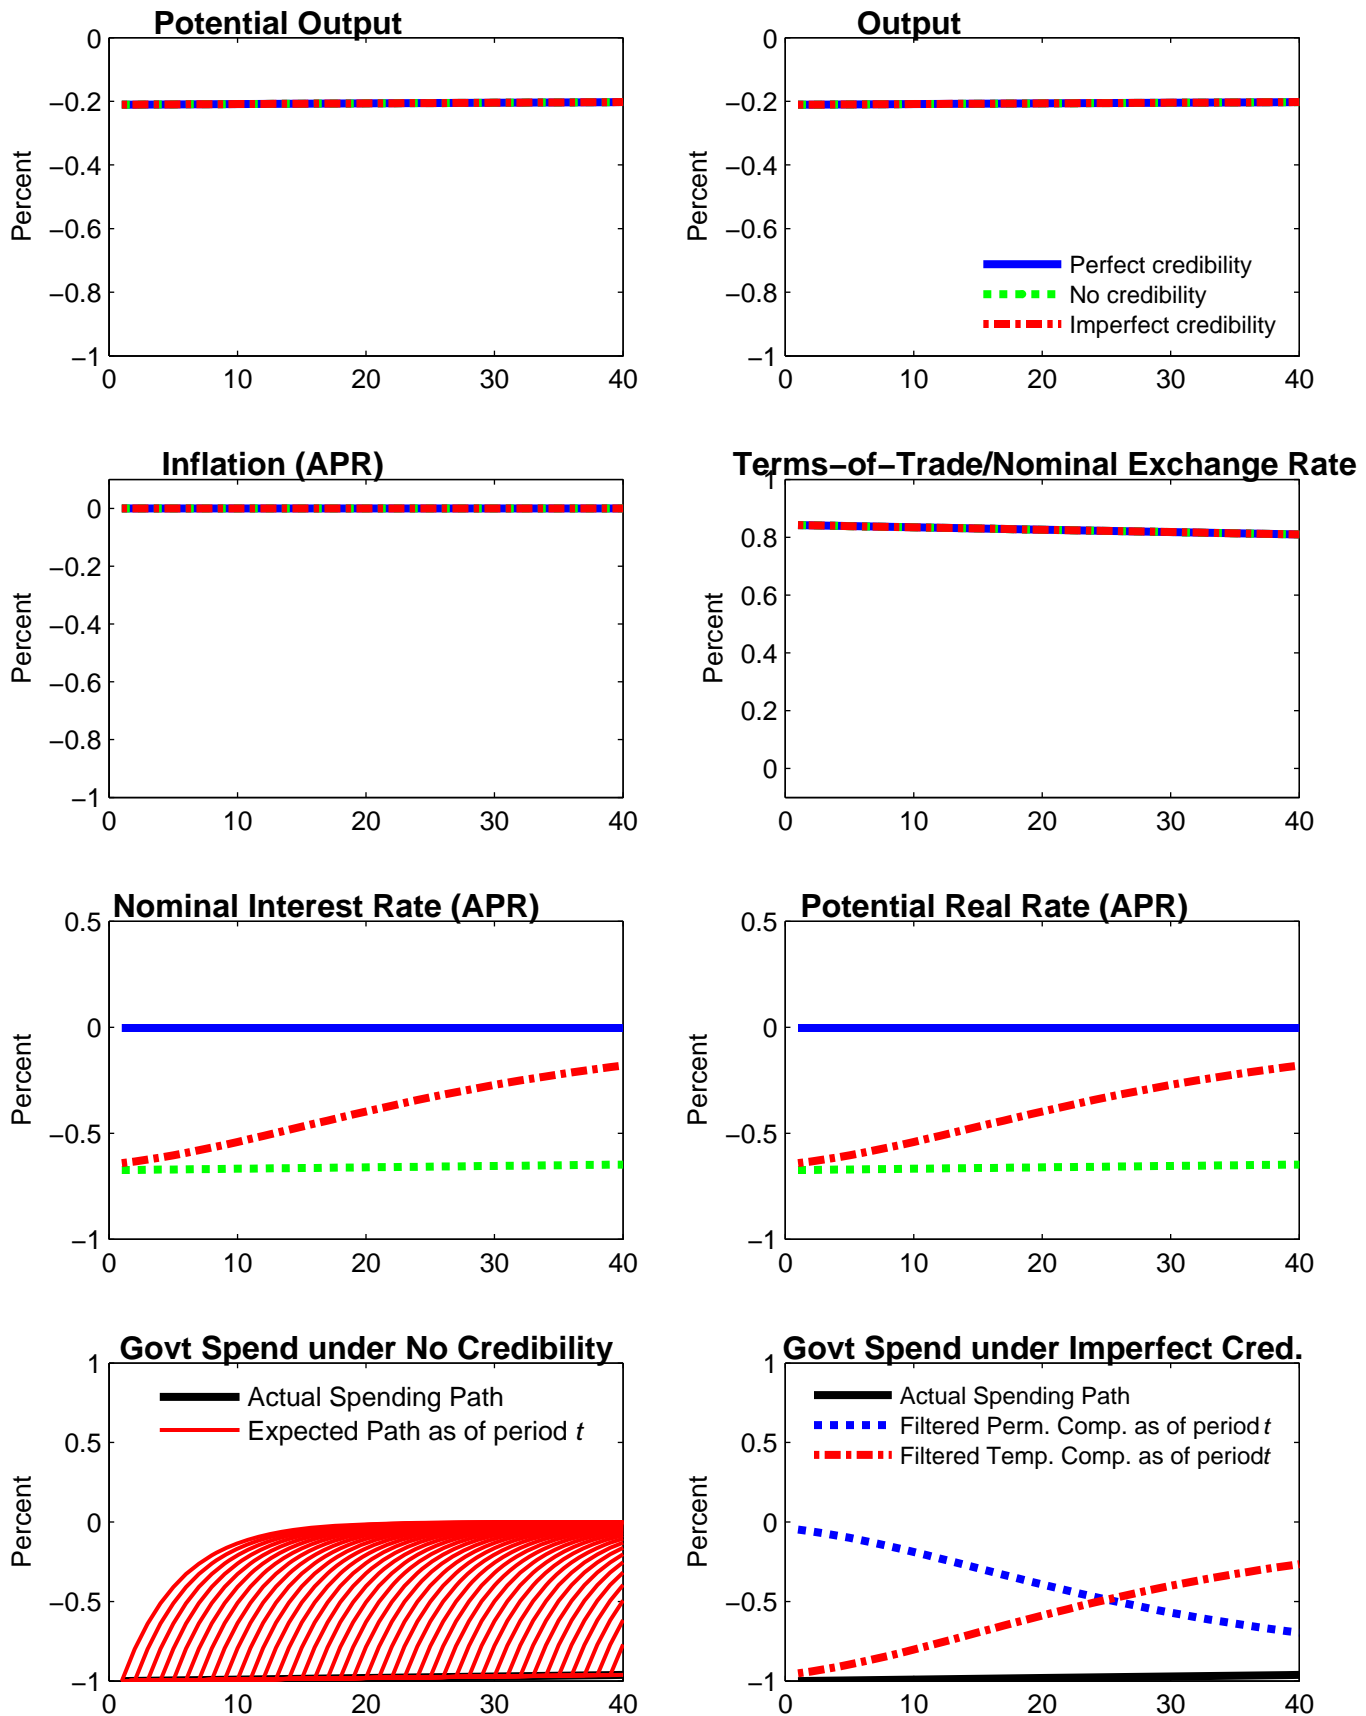 Potential Output
0
−0.2
−0.4
−0.6
−0.8
−1
Percent
0 10 20 30 40
Output
0
−0.2
−0.4
−0.6
−0.8
−1
Percent
Perfect credibility
No credibility
Imperfect credibility
0 10 20 30 40
Inflation (APR)
0
−0.2
−0.4
−0.6
−0.8
−1
Percent
0 10 20 30 40
Terms−of−Trade/Nominal Exchange Rate
1
0.8
0.6
0.4
0.2
0
Percent
0 10 20 30 40
Nominal Interest Rate (APR)
0.5
0
−0.5
−1
Percent
0 10 20 30 40
Potential Real Rate (APR)
0.5
0
−0.5
−1
Percent
0 10 20 30 40
Govt Spend under No Credibility
1
0.5
0
−0.5
−1
Percent
Actual Spending Path
Expected Path as of period t
0 10 20 30 40
Govt Spend under Imperfect Cred.
1
0.5
0
−0.5
−1
Percent
Actual Spending Path
Filtered Perm. Comp. as of period t
Filtered Temp. Comp. as of period t
0 10 20 30 40